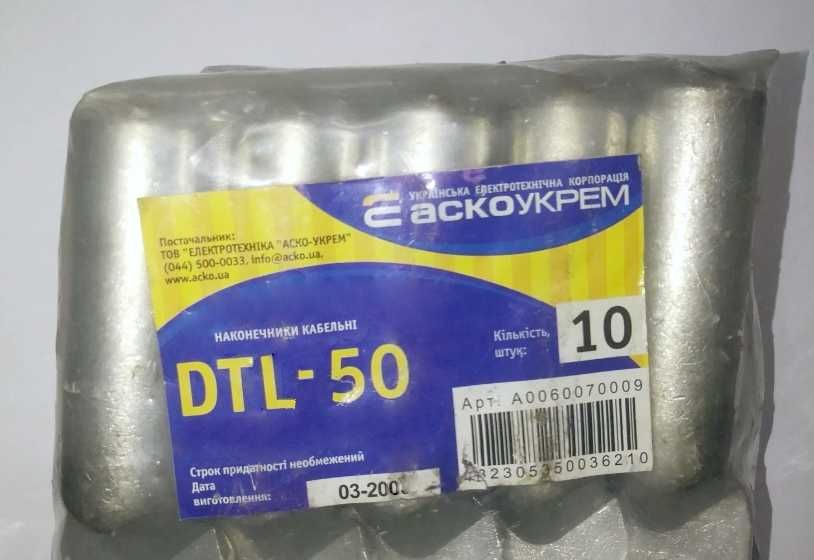 УКРАЇНСЬКА ЕЛЕКТРОТЕХНІЧНА КОРПОРАЦІЯ
аскоУКРЕМ
Постачальник:
ТОВ "ЕЛЕКТРОТЕХНІКА "АСКО-УКРЕМ"
(044) 500-0033, info@acko.ua,
www.acko.ua
НАКОНЕЧНИКИ КАБЕЛЬНІ
DTL-50
Кількість,
штук:
10
Арт. A0060070009
Строк придатності необмежений
Дата
виготовлення: